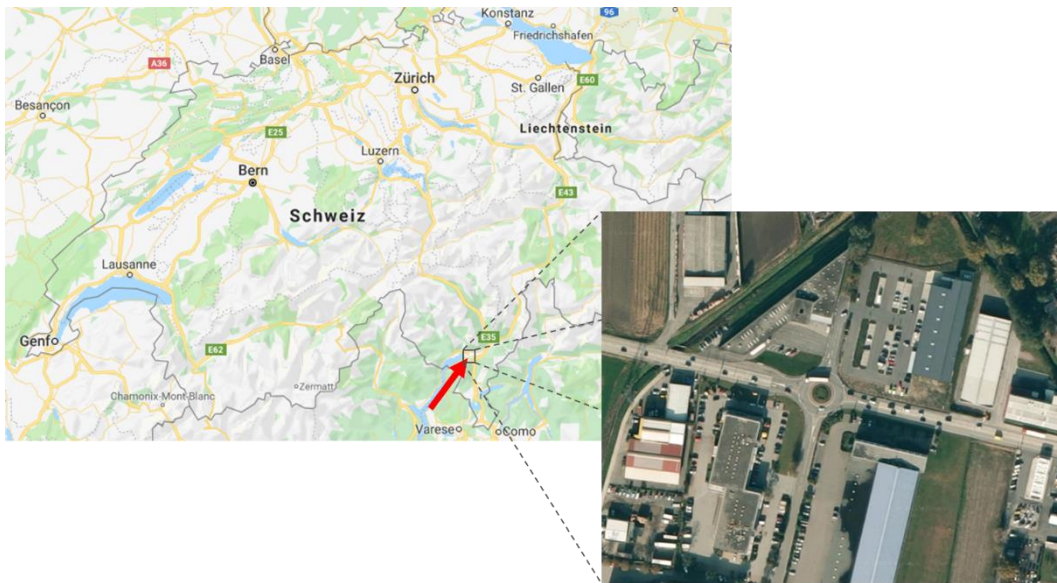 Konstanz
96
Friedrichshafen
A36
Basel
Zürich
St. Gallen
E60
Besançon
Liechtenstein
E25
Luzern
Bern
E43
Schweiz
Lausanne
Genf
E62
E35
Zermatt
Chamonix-Mont-Blanc
Varese
Como